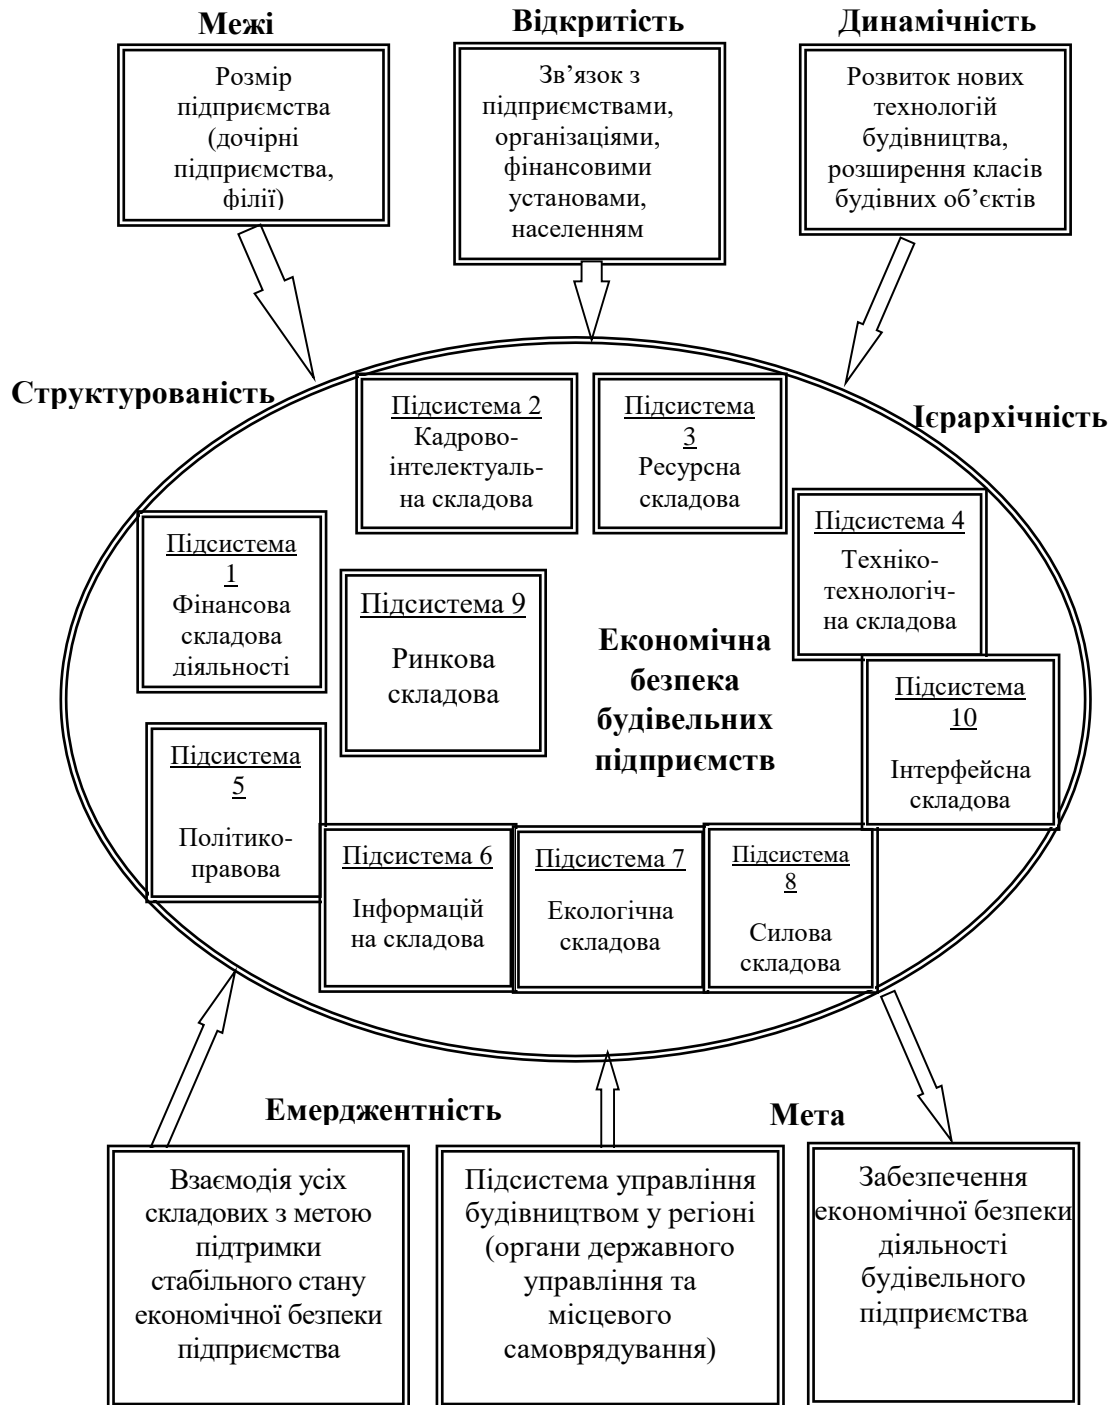 Межі
Відкритість
Динамічність
Розмір
підприємства
(дочірні
підприємства,
філії)
Зв’язок з
підприємствами,
організаціями,
фінансовими
установами,
населенням
Розвиток нових
технологій
будівництва,
розширення класів
будівних об’єктів
Структурованість
Ієрархічність
Підсистема 2
Кадрово-
інтелектуаль-
на складова
Підсистема
3
Ресурсна
складова
Підсистема 4
Техніко-
технологіч-
на складова
Підсистема
1
Фінансова
складова
діяльності
Підсистема 9
Ринкова
складова
Економічна
безпека
будівельних
підприємств
Підсистема
10
Інтерфейсна
складова
Підсистема
5
Політико-
правова
Підсистема 6
Інформацій
на складова
Підсистема 7
Екологічна
складова
Підсистема
8
Силова
складова
Емерджентність
Мета
Взаємодія усіх
складових з метою
підтримки
стабільного стану
економічної безпеки
підприємства
Підсистема управління
будівництвом у регіоні
(органи державного
управління та
місцевого
самоврядування)
Забезпечення
економічної безпеки
діяльності
будівельного
підприємства